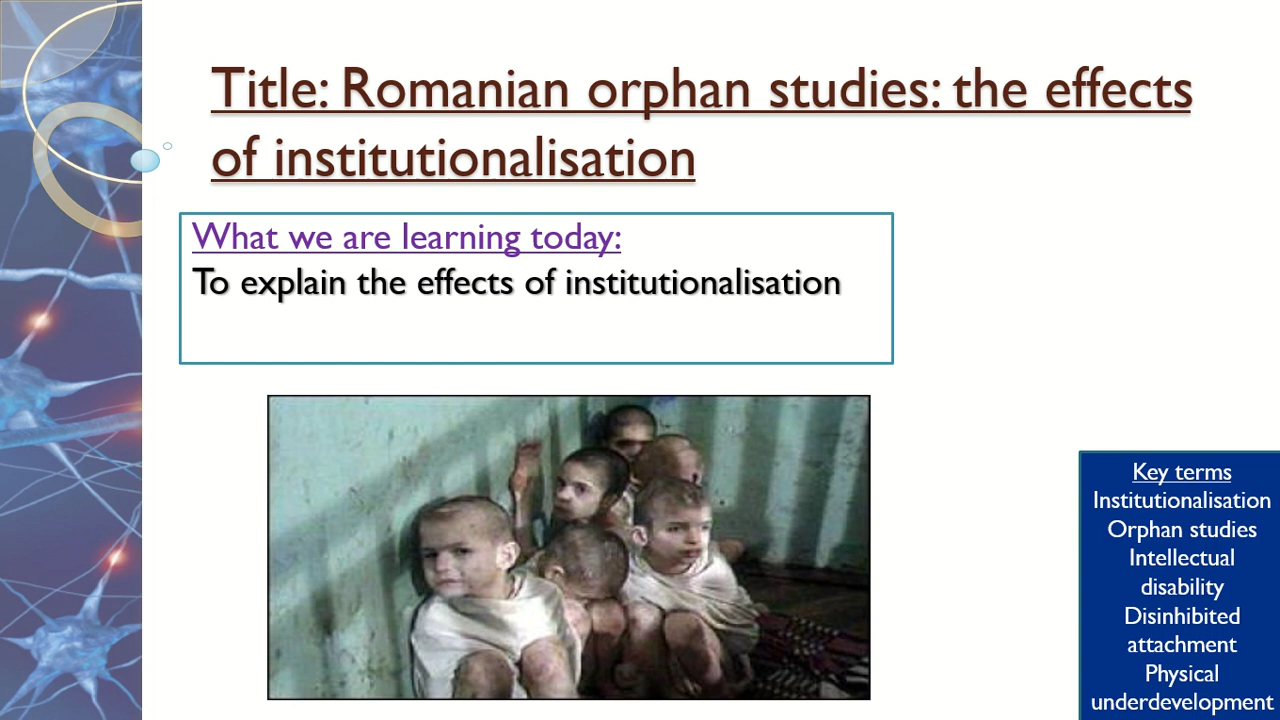 Title: Romanian orphan studies: the effects
of institutionalisation
What we are learning today:
To explain the effects of institutionalisation
Key terms
Institutionalisation
Orphan studies
Intellectual
disability
Disinhibited
attachment
Physical
underdevelopment